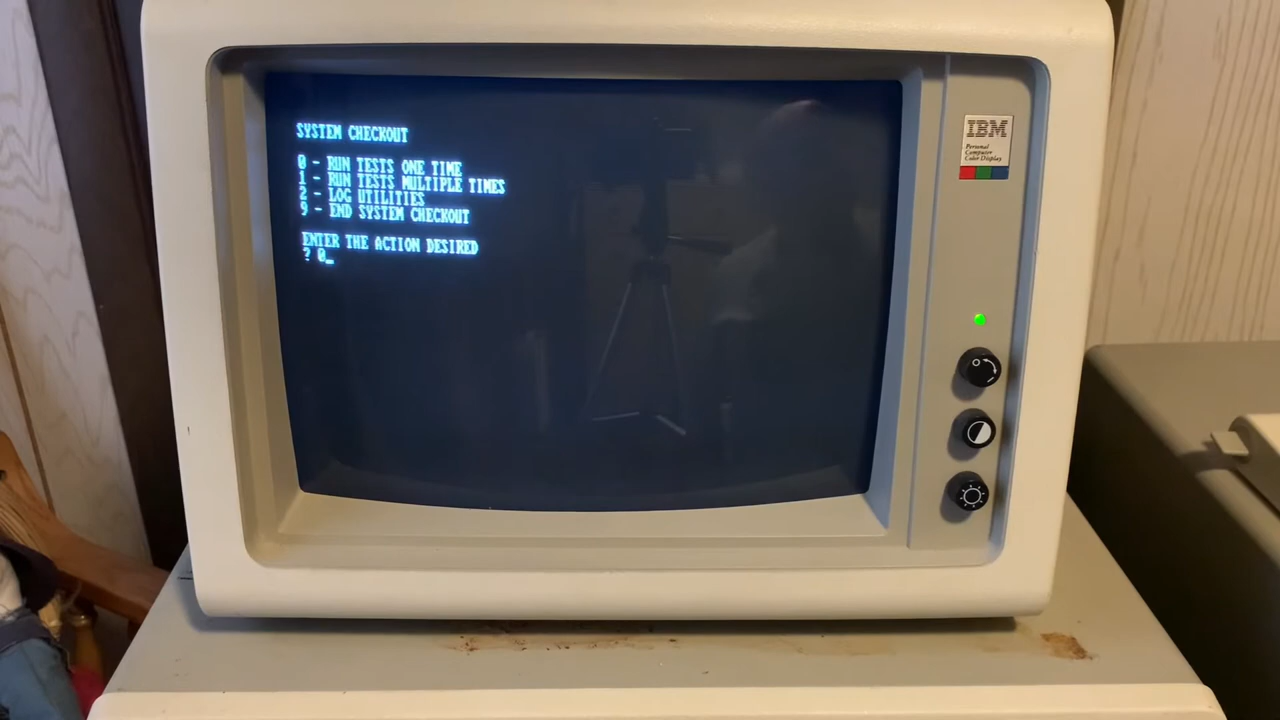 SYSTEM CHECKOUT
0 - RUN TESTS ONE TIME
1 - RUN TESTS MULTIPLE TIMES
2 - LOG UTILITIES
9 - END SYSTEM CHECKOUT
ENTER THE ACTION DESIRED
? 0_
IBM
Personal
Computer
Color Display